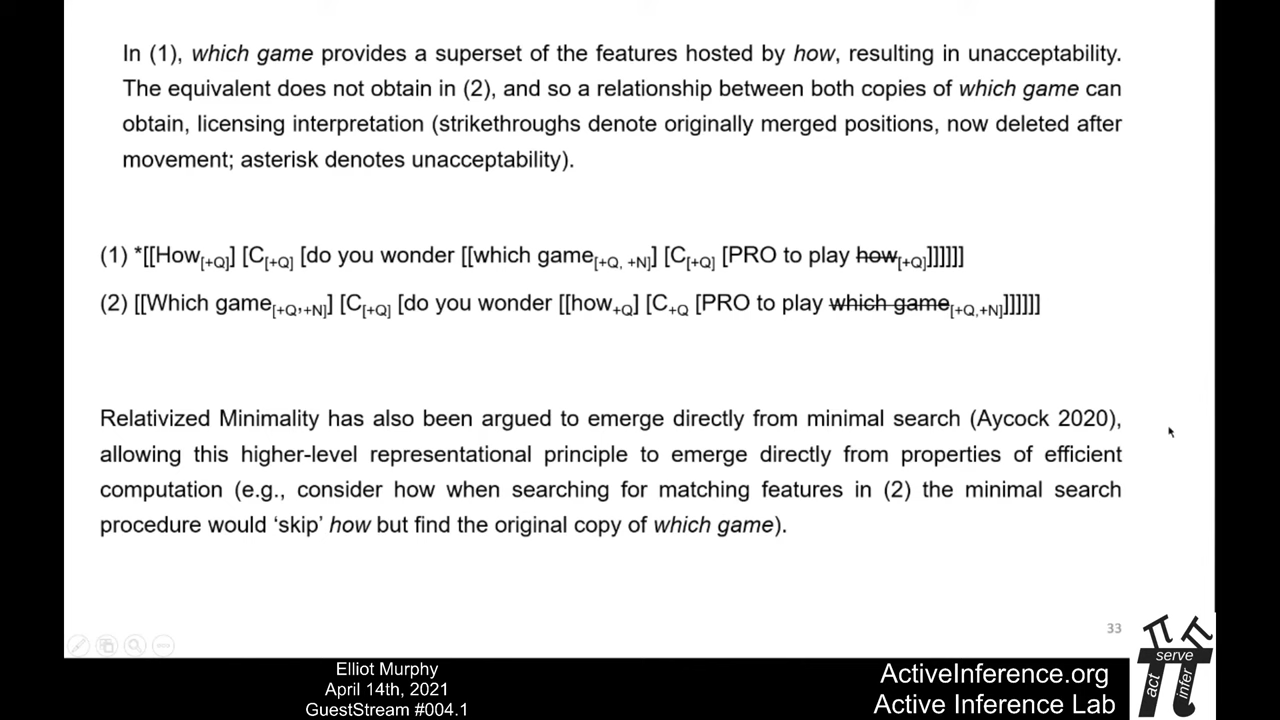 In (1), which game provides a superset of the features hosted by how, resulting in unacceptability.
The equivalent does not obtain in (2), and so a relationship between both copies of which game can
obtain, licensing interpretation (strikethroughs denote originally merged positions, now deleted after
movement; asterisk denotes unacceptability).
(1) *[[How[+Q]] [C[+Q] [do you wonder [[which game[+Q, +N]] [C[+Q] [PRO to play how[+Q]]]]]]]
(2) [[Which game[+Q,+N]] [C[+Q] [do you wonder [[how+Q] [C+Q [PRO to play which game[+Q,+N]]]]]]]
Relativized Minimality has also been argued to emerge directly from minimal search (Aycock 2020),
allowing this higher-level representational principle to emerge directly from properties of efficient
computation (e.g., consider how when searching for matching features in (2) the minimal search
procedure would ‘skip’ how but find the original copy of which game).
33
Elliot Murphy
April 14th, 2021
GuestStream #004.1
ActiveInference.org
Active Inference Lab
serve
act
infer